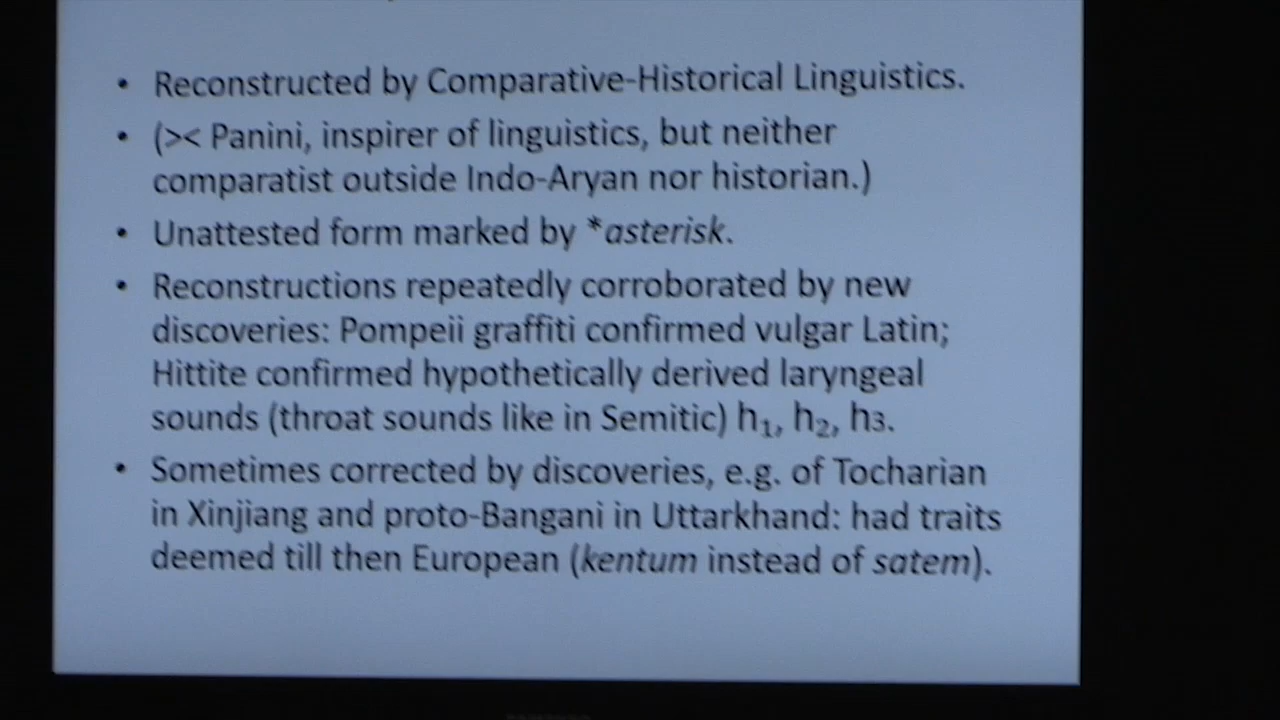 • Reconstructed by Comparative-Historical Linguistics.
• (>< Panini, inspirer of linguistics, but neither
comparatist outside Indo-Aryan nor historian.)
• Unattested form marked by *asterisk.
• Reconstructions repeatedly corroborated by new
discoveries: Pompeii graffiti confirmed vulgar Latin;
Hittite confirmed hypothetically derived laryngeal
sounds (throat sounds like in Semitic) h₁, h₂, h3.
• Sometimes corrected by discoveries, e.g. of Tocharian
in Xinjiang and proto-Bangani in Uttarkhand: had traits
deemed till then European (kentum instead of satem).